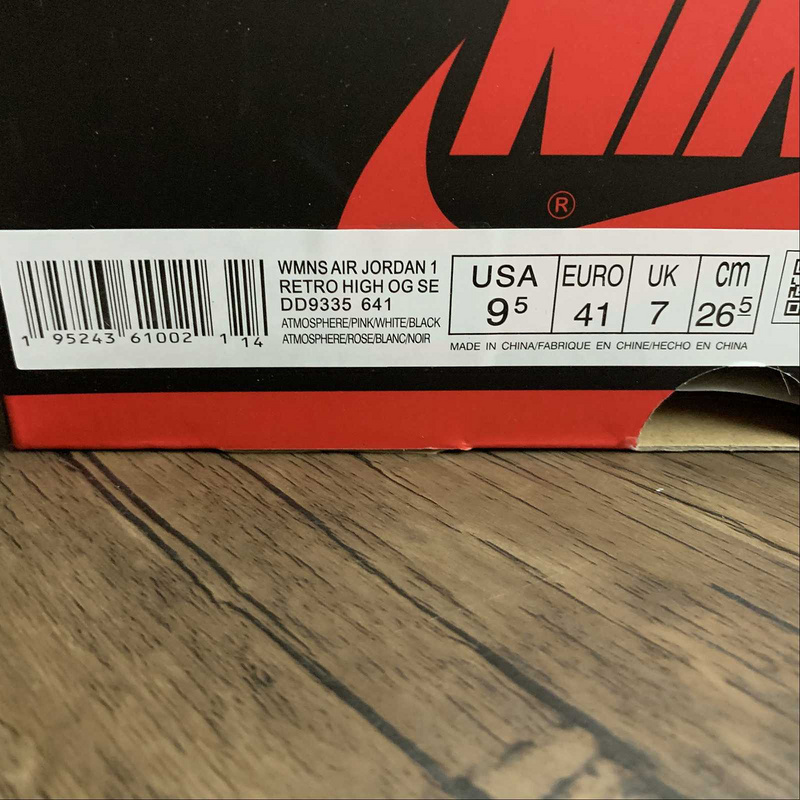 NIK
®
WMNS AIR JORDAN 1
RETRO HIGH OG SE
DD9335 641
ATMOSPHERE/PINK/WHITE/BLACK
ATMOSPHERE/ROSE/BLANC/NOIR
1 95243 61002 1 14
USA EURO UK cm
9⁵ 41 7 26⁵
MADE IN CHINA/FABRIQUE EN CHINE/HECHO EN CHINA